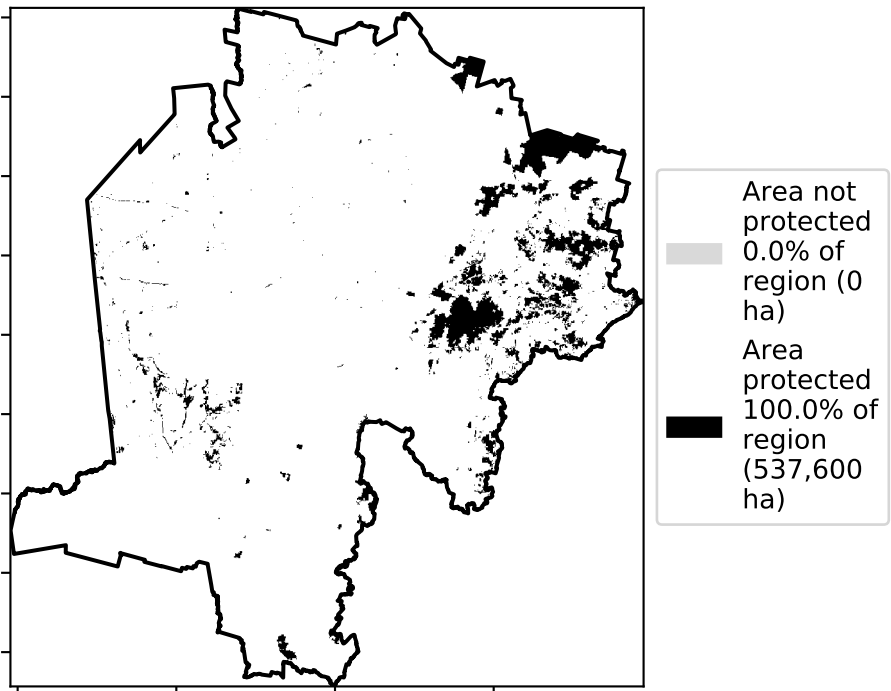 Area not
protected
0.0% of
region (0
ha)
Area
protected
100.0% of
region
(537,600
ha)